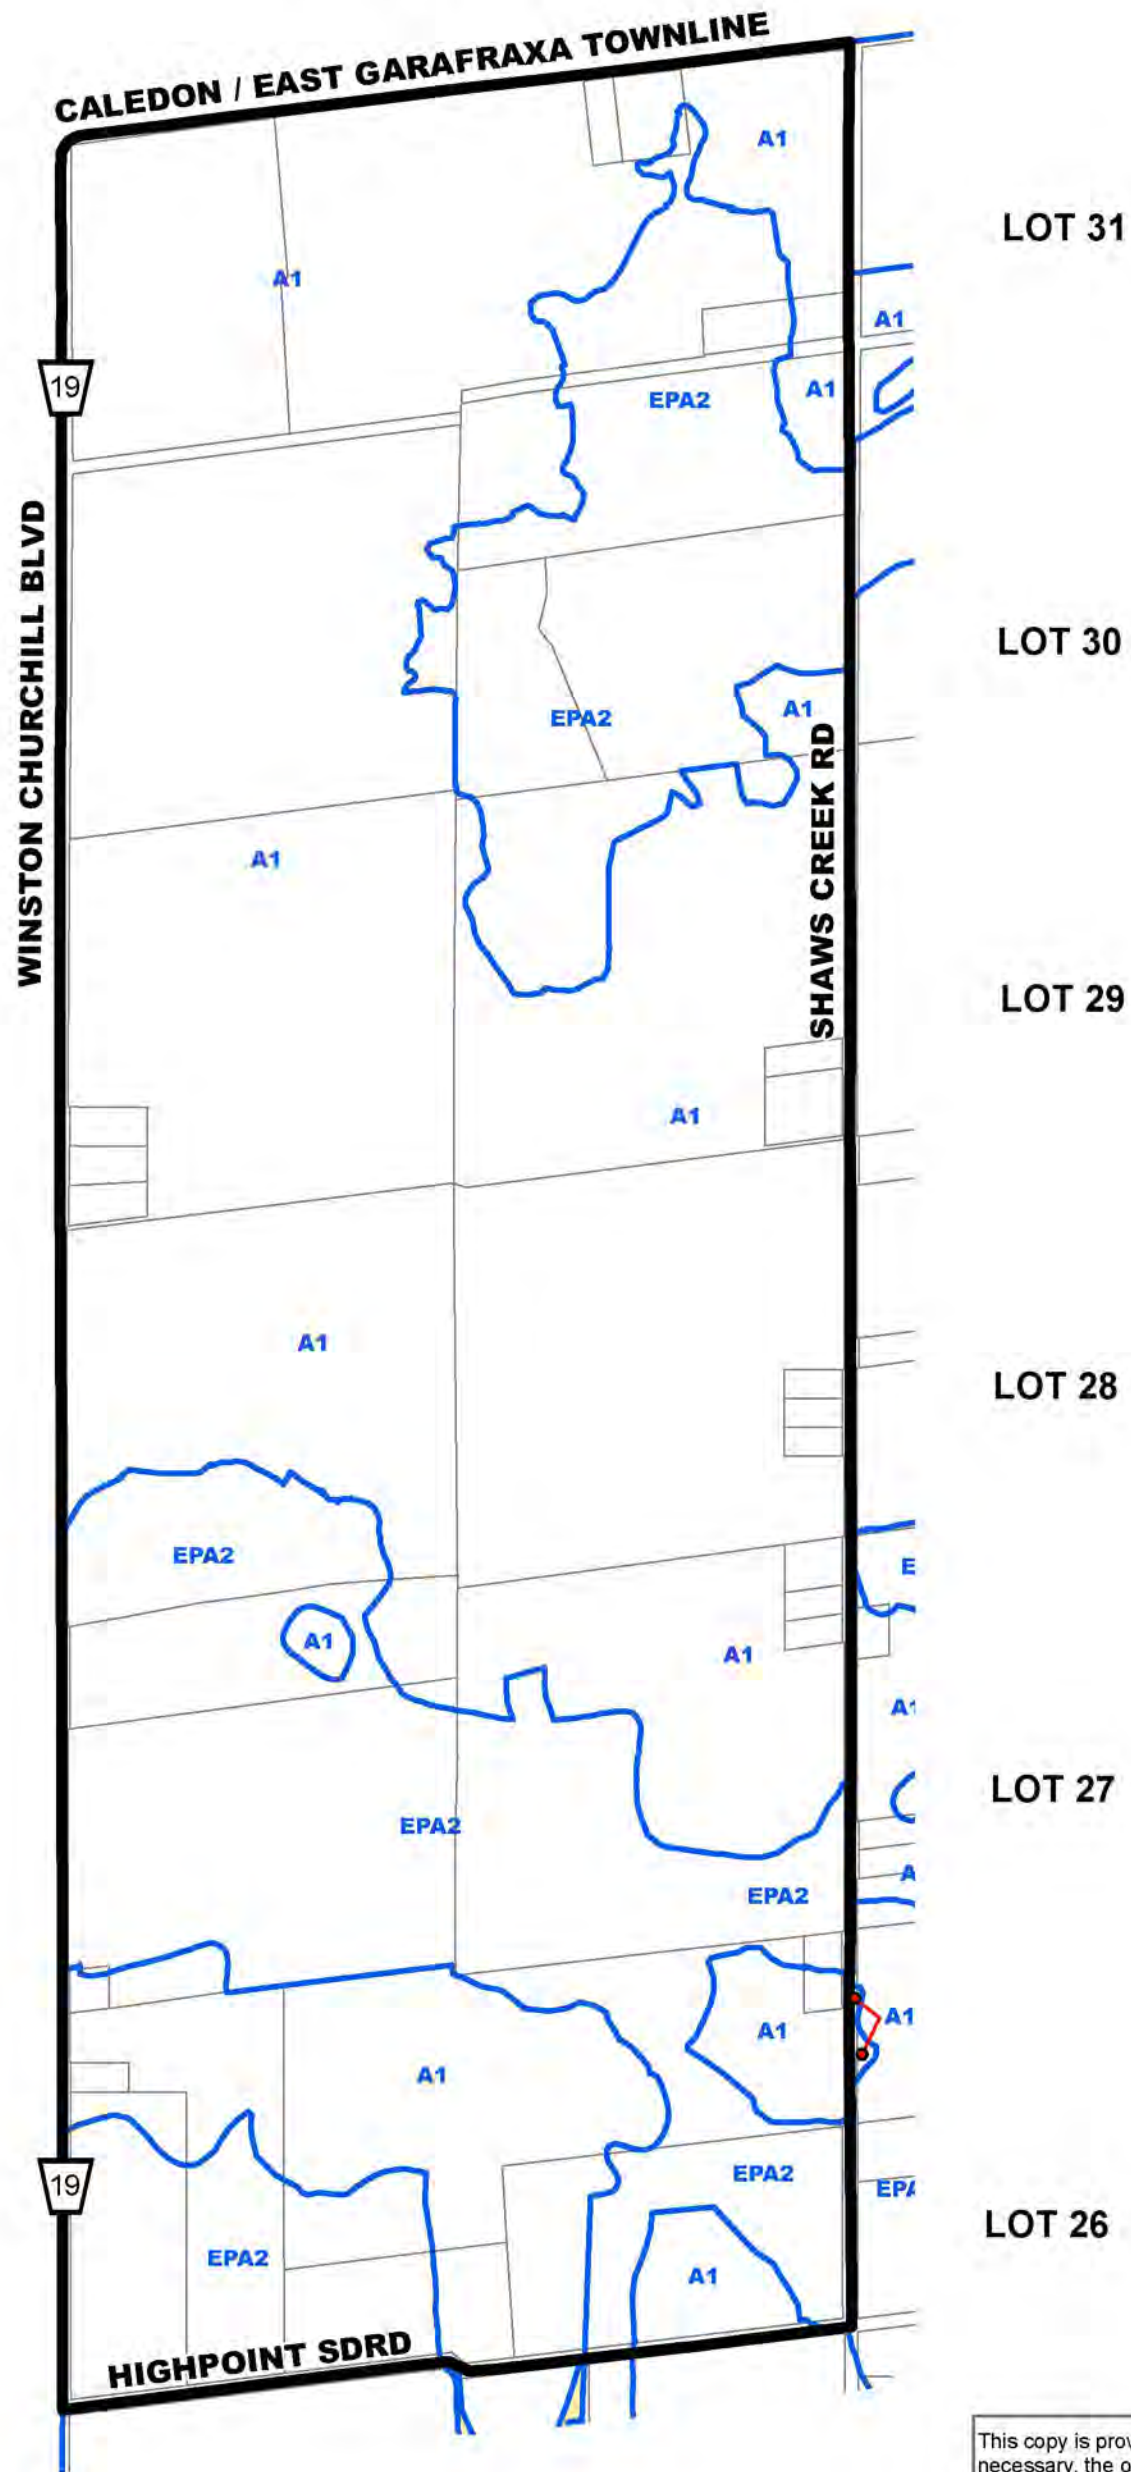 CALEDON / EAST GARAFRAXA TOWNLINE
A1
LOT 31
A1
A1
19
EPA2
A1
WINSTON CHURCHILL BLVD
LOT 30
EPA2
A1
SHAWS CREEK RD
A1
LOT 29
A1
A1
LOT 28
EPA2
E
A1
A1
A1
LOT 27
EPA2
A
EPA2
A1
A1
A1
19
EPA2
EPA
LOT 26
EPA2
A1
HIGHPOINT SDRD
This copy is prov
necessary, the o